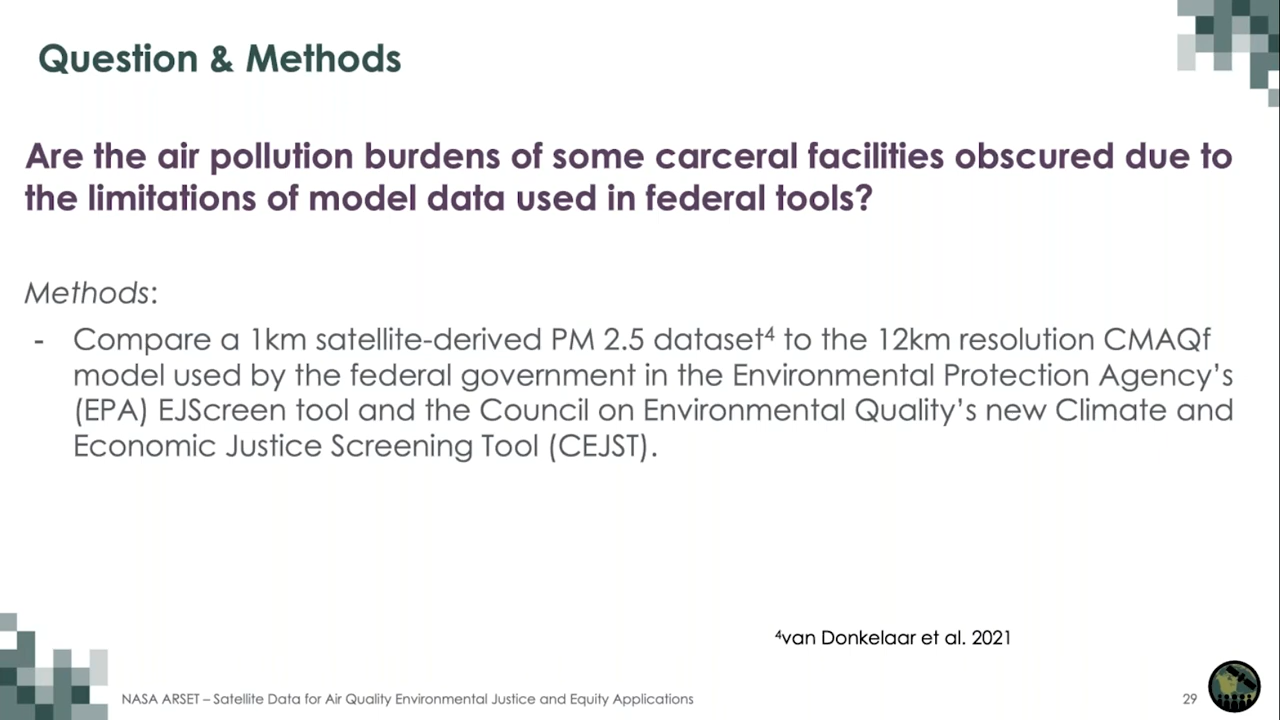 Question & Methods
Are the air pollution burdens of some carceral facilities obscured due to
the limitations of model data used in federal tools?
Methods:
- Compare a 1km satellite-derived PM 2.5 dataset⁴ to the 12km resolution CMAQf
model used by the federal government in the Environmental Protection Agency’s
(EPA) EJScreen tool and the Council on Environmental Quality’s new Climate and
Economic Justice Screening Tool (CEJST).
⁴van Donkelaar et al. 2021
NASA ARSET – Satellite Data for Air Quality Environmental Justice and Equity Applications
29